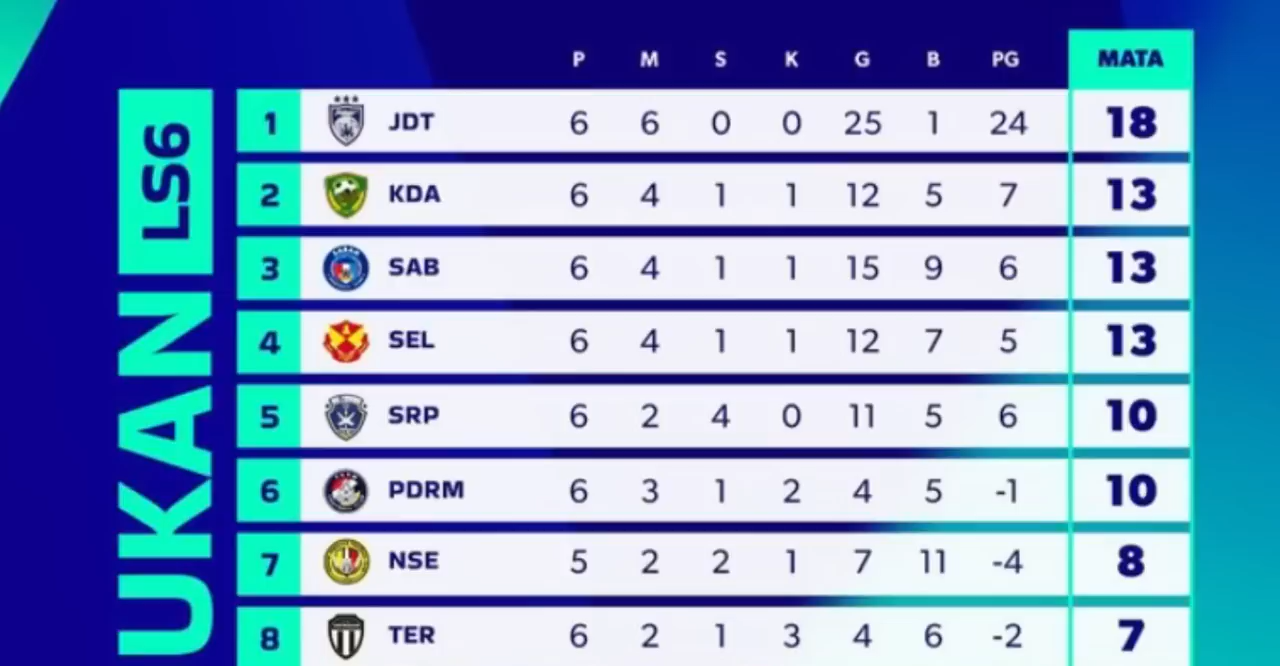 P M S K G B PG MATA
LS6
UKAN
1 JDT 6 6 0 0 25 1 24 18
2 KDA 6 4 1 1 12 5 7 13
3 SAB 6 4 1 1 15 9 6 13
4 SEL 6 4 1 1 12 7 5 13
5 SRP 6 2 4 0 11 5 6 10
6 PDRM 6 3 1 2 4 5 -1 10
7 NSE 5 2 2 1 7 11 -4 8
8 TER 6 2 1 3 4 6 -2 7